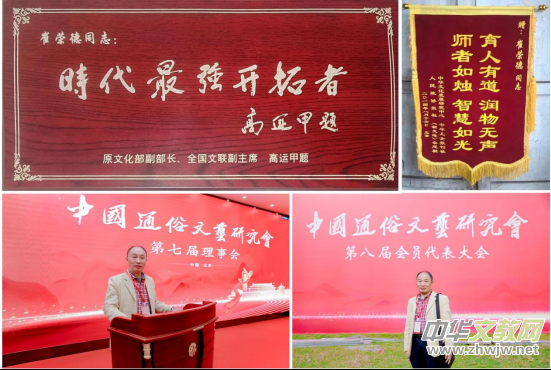 崔荣德同志：
時代最強开拓者
高运甲题
原文化部副部长、全国文联副主席 高运甲题
赠：崔荣德同志
育人有道 润物无声
师者如烛 智慧如光
中國通俗文藝研究會
第七届理事会
中國通俗文藝研究會
第八届会员代表大会
中华文教网
www.zhwjw.net